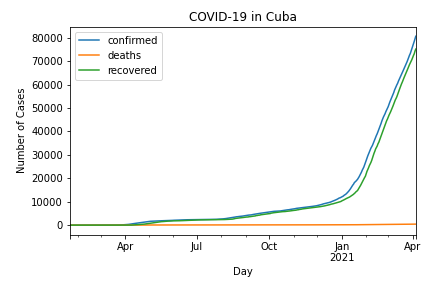 COVID-19 in Cuba
confirmed
deaths
recovered
Number of Cases
80000
70000
60000
50000
40000
30000
20000
10000
0
Apr
Jul
Oct
Jan
2021
Apr
Day